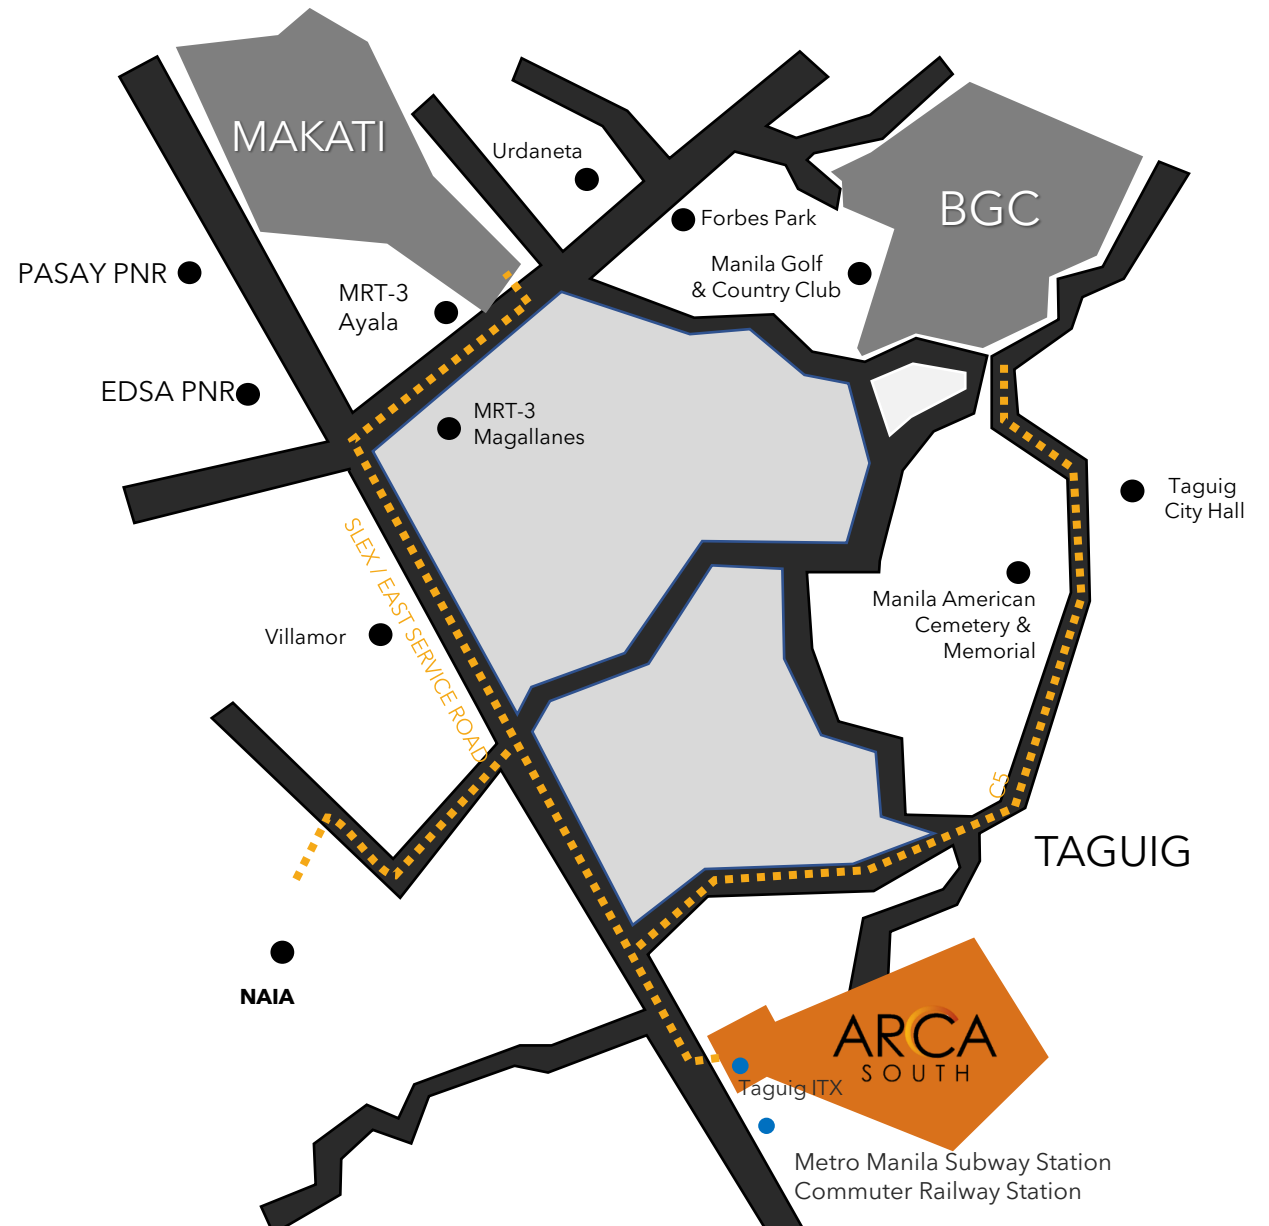 MAKATI
Urdaneta
Forbes Park
BGC
PASAY PNR
MRT-3
Ayala
Manila Golf
& Country Club
EDSA PNR
MRT-3
Magallanes
Taguig
City Hall
SLEX / EAST SERVICE ROAD
Villamor
Manila American
Cemetery &
Memorial
C5
TAGUIG
NAIA
ARCA
SOUTH
Taguig ITX
Metro Manila Subway Station
Commuter Railway Station